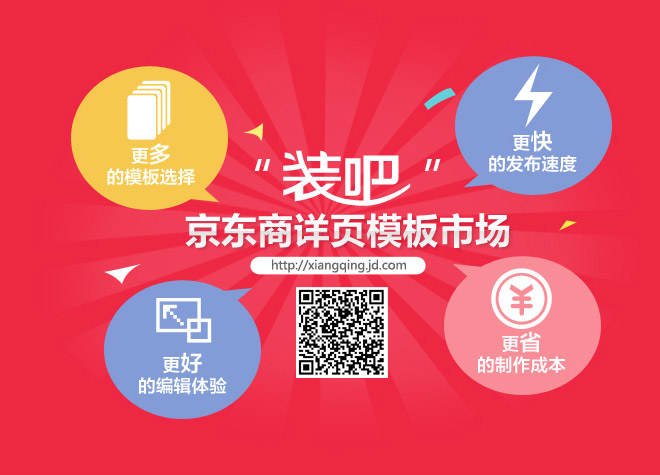 更多
的模板选择
更快
的发布速度
“装吧”
京东商详页模板市场
http://xiangqing.jd.com
更好
的编辑体验
更省
的制作成本